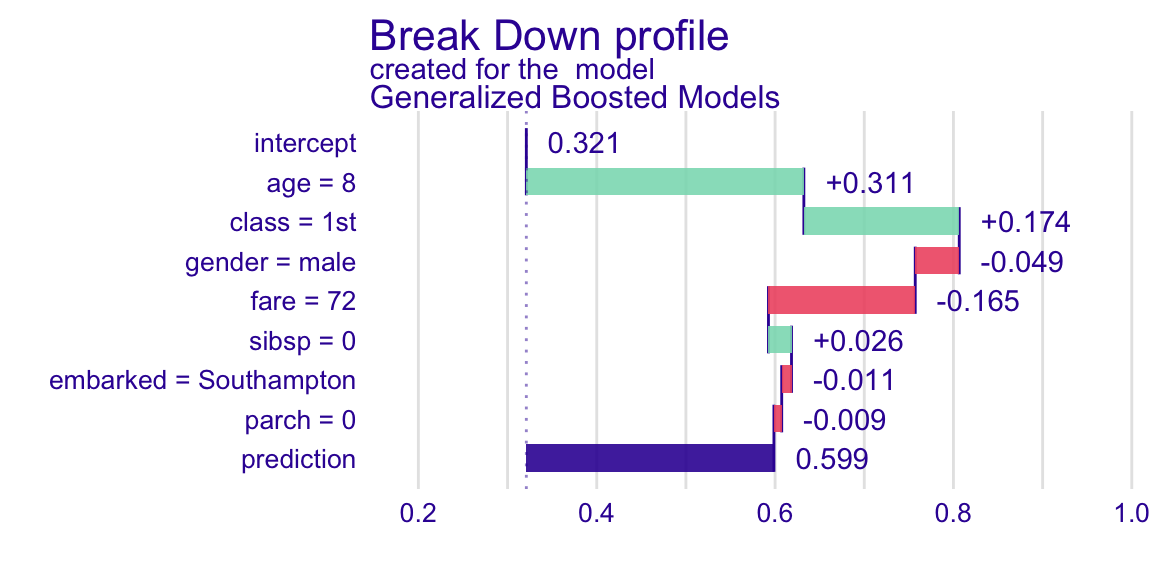 Break Down profile
created for the  model
Generalized Boosted Models
intercept 0.321
age = 8 +0.311
class = 1st +0.174
gender = male -0.049
fare = 72 -0.165
sibsp = 0 +0.026
embarked = Southampton -0.011
parch = 0 -0.009
prediction 0.599
0.2 0.4 0.6 0.8 1.0